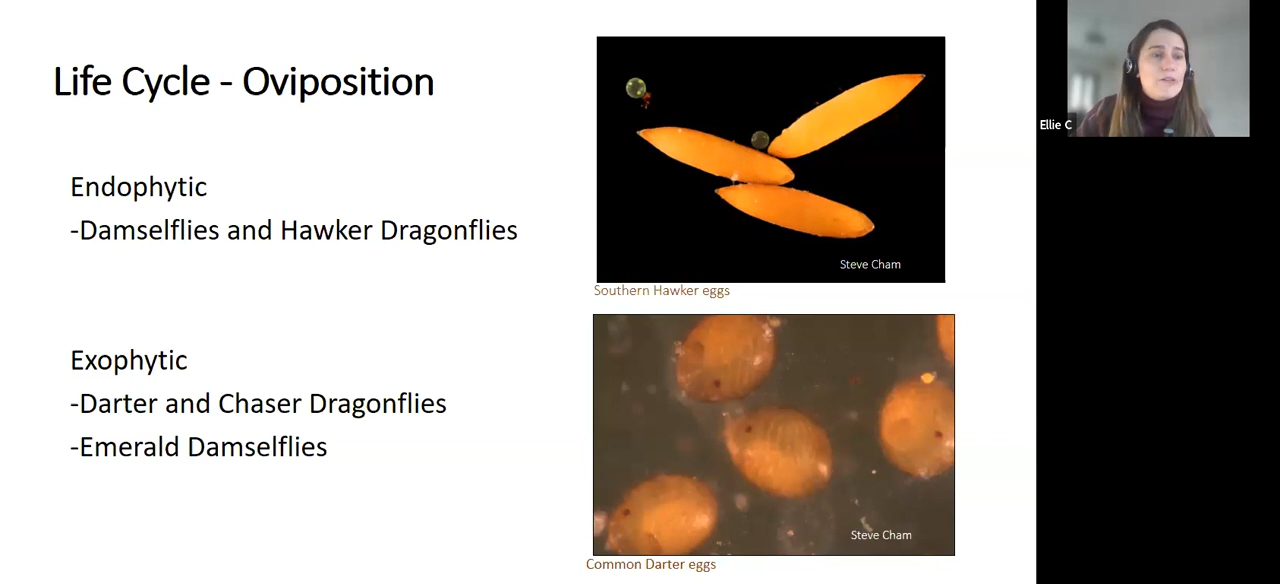 Life Cycle - Oviposition
Endophytic
-Damselflies and Hawker Dragonflies
Exophytic
-Darter and Chaser Dragonflies
-Emerald Damselflies
Steve Cham
Southern Hawker eggs
Steve Cham
Common Darter eggs
Ellie C